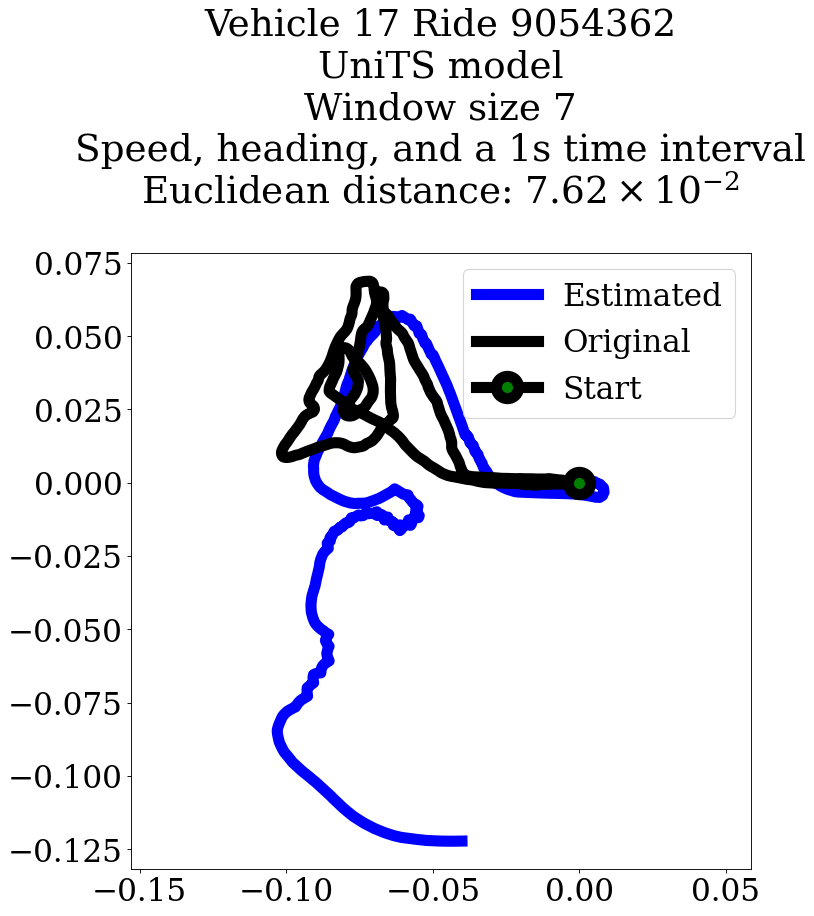 Vehicle 17 Ride 9054362
UniTS model
Window size 7
Speed, heading, and a 1s time interval
Euclidean distance: 7.62 × 10⁻²
0.075
0.050
0.025
0.000
−0.025
−0.050
−0.075
−0.100
−0.125
Estimated
Original
Start
−0.15 −0.10 −0.05 0.00 0.05